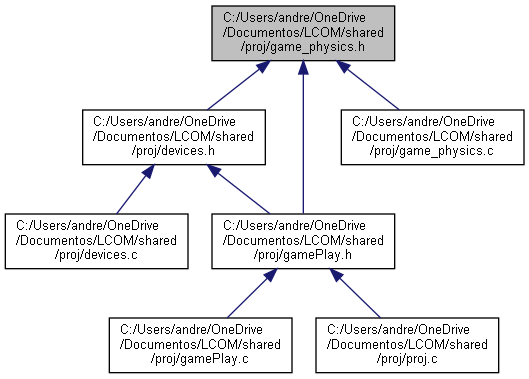 C:/Users/andre/OneDrive
/Documentos/LCOM/shared
/proj/game_physics.h
C:/Users/andre/OneDrive
/Documentos/LCOM/shared
/proj/devices.h
C:/Users/andre/OneDrive
/Documentos/LCOM/shared
/proj/game_physics.c
C:/Users/andre/OneDrive
/Documentos/LCOM/shared
/proj/devices.c
C:/Users/andre/OneDrive
/Documentos/LCOM/shared
/proj/gamePlay.h
C:/Users/andre/OneDrive
/Documentos/LCOM/shared
/proj/gamePlay.c
C:/Users/andre/OneDrive
/Documentos/LCOM/shared
/proj/proj.c